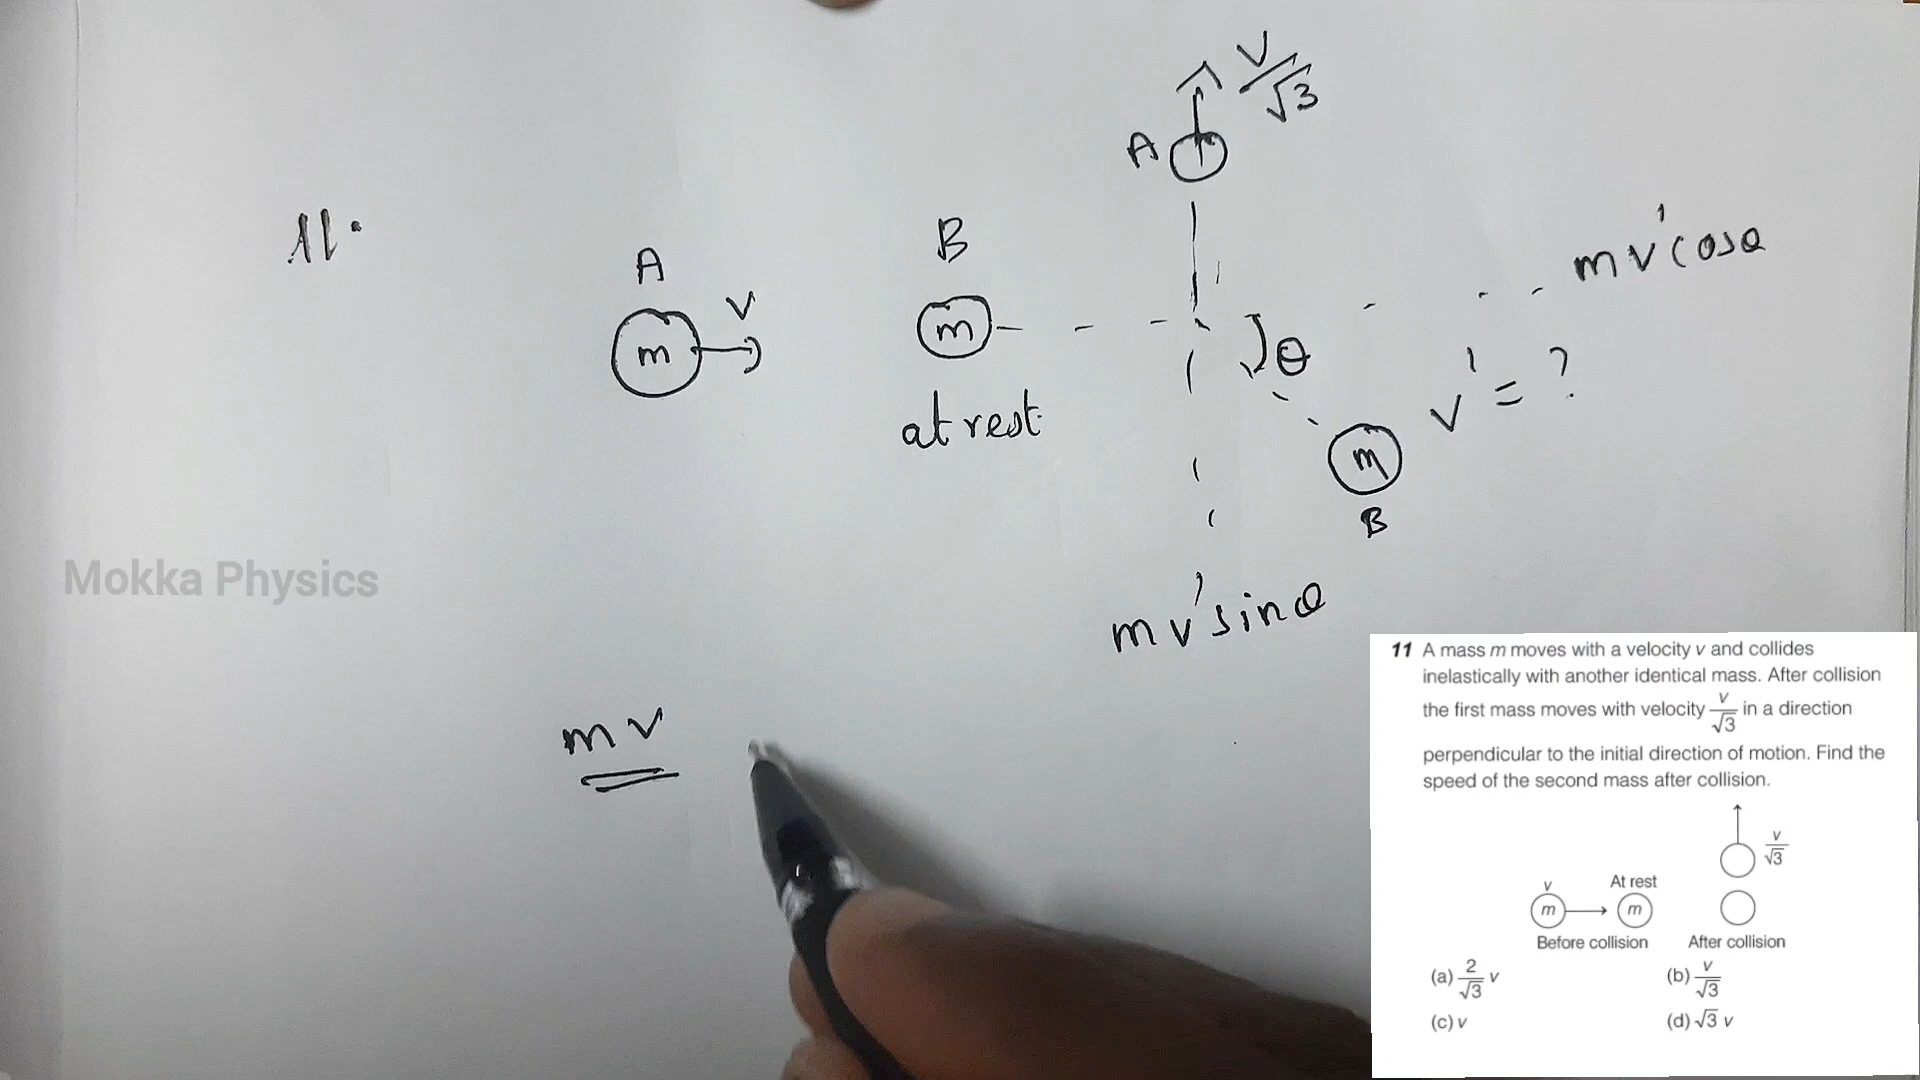 V/√3
A
11.
A
B
mv'cosθ
v
m
m
θ
v' = ?
at rest
m
B
mv'sinθ
Mokka Physics
mv
11 A mass m moves with a velocity v and collides
inelastically with another identical mass. After collision
the first mass moves with velocity v/√3 in a direction
perpendicular to the initial direction of motion. Find the
speed of the second mass after collision.
v/√3
v
At rest
m
m
Before collision
After collision
(a) 2/√3 v
(b) v/√3
(c) v
(d) √3 v